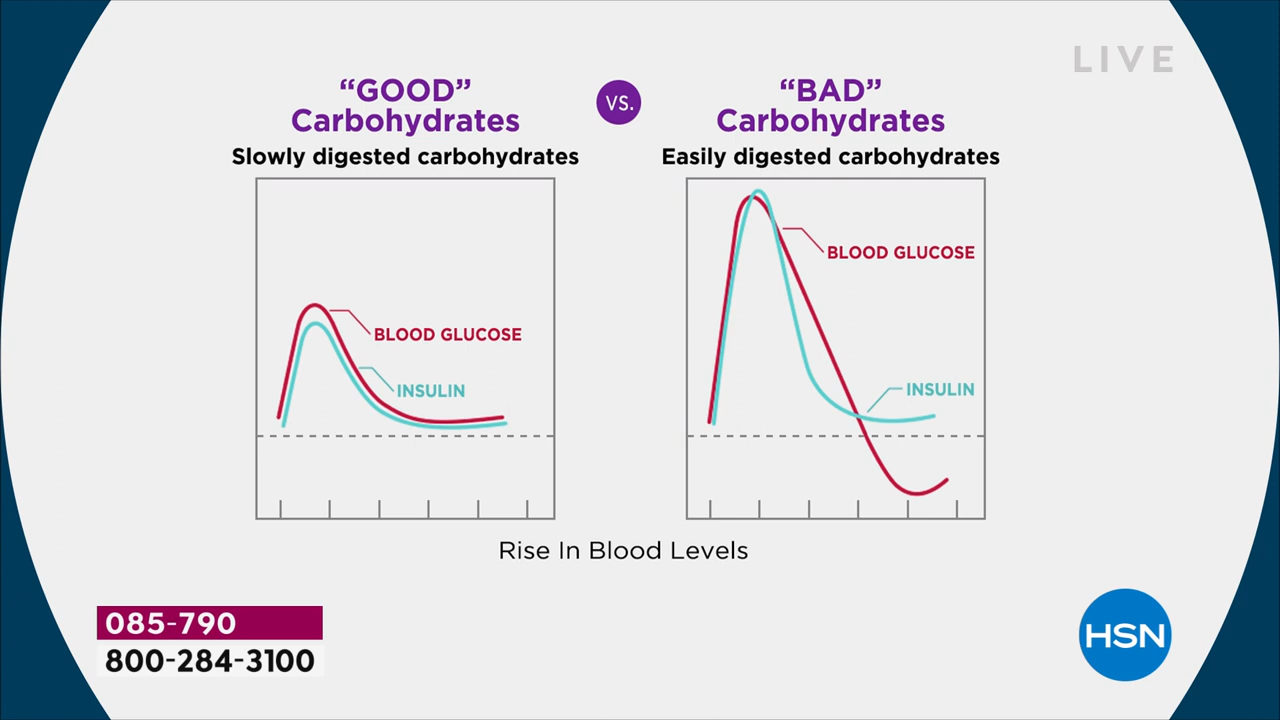 LIVE
“GOOD”
Carbohydrates
Slowly digested carbohydrates
VS.
“BAD”
Carbohydrates
Easily digested carbohydrates
BLOOD GLUCOSE
INSULIN
BLOOD GLUCOSE
INSULIN
Rise In Blood Levels
085-790
800-284-3100
HSN